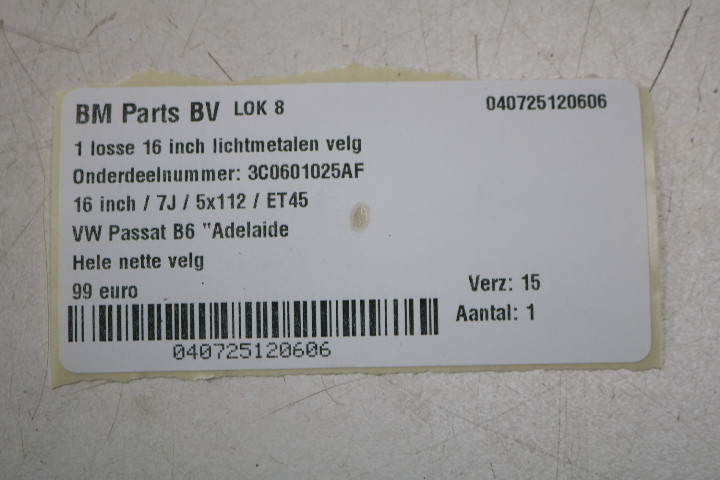 BM Parts BV LOK 8 040725120606
1 losse 16 inch lichtmetalen velg
Onderdeelnummer: 3C0601025AF
16 inch / 7J / 5x112 / ET45
VW Passat B6 "Adelaide
Hele nette velg
99 euro
Verz: 15
Aantal: 1
040725120606